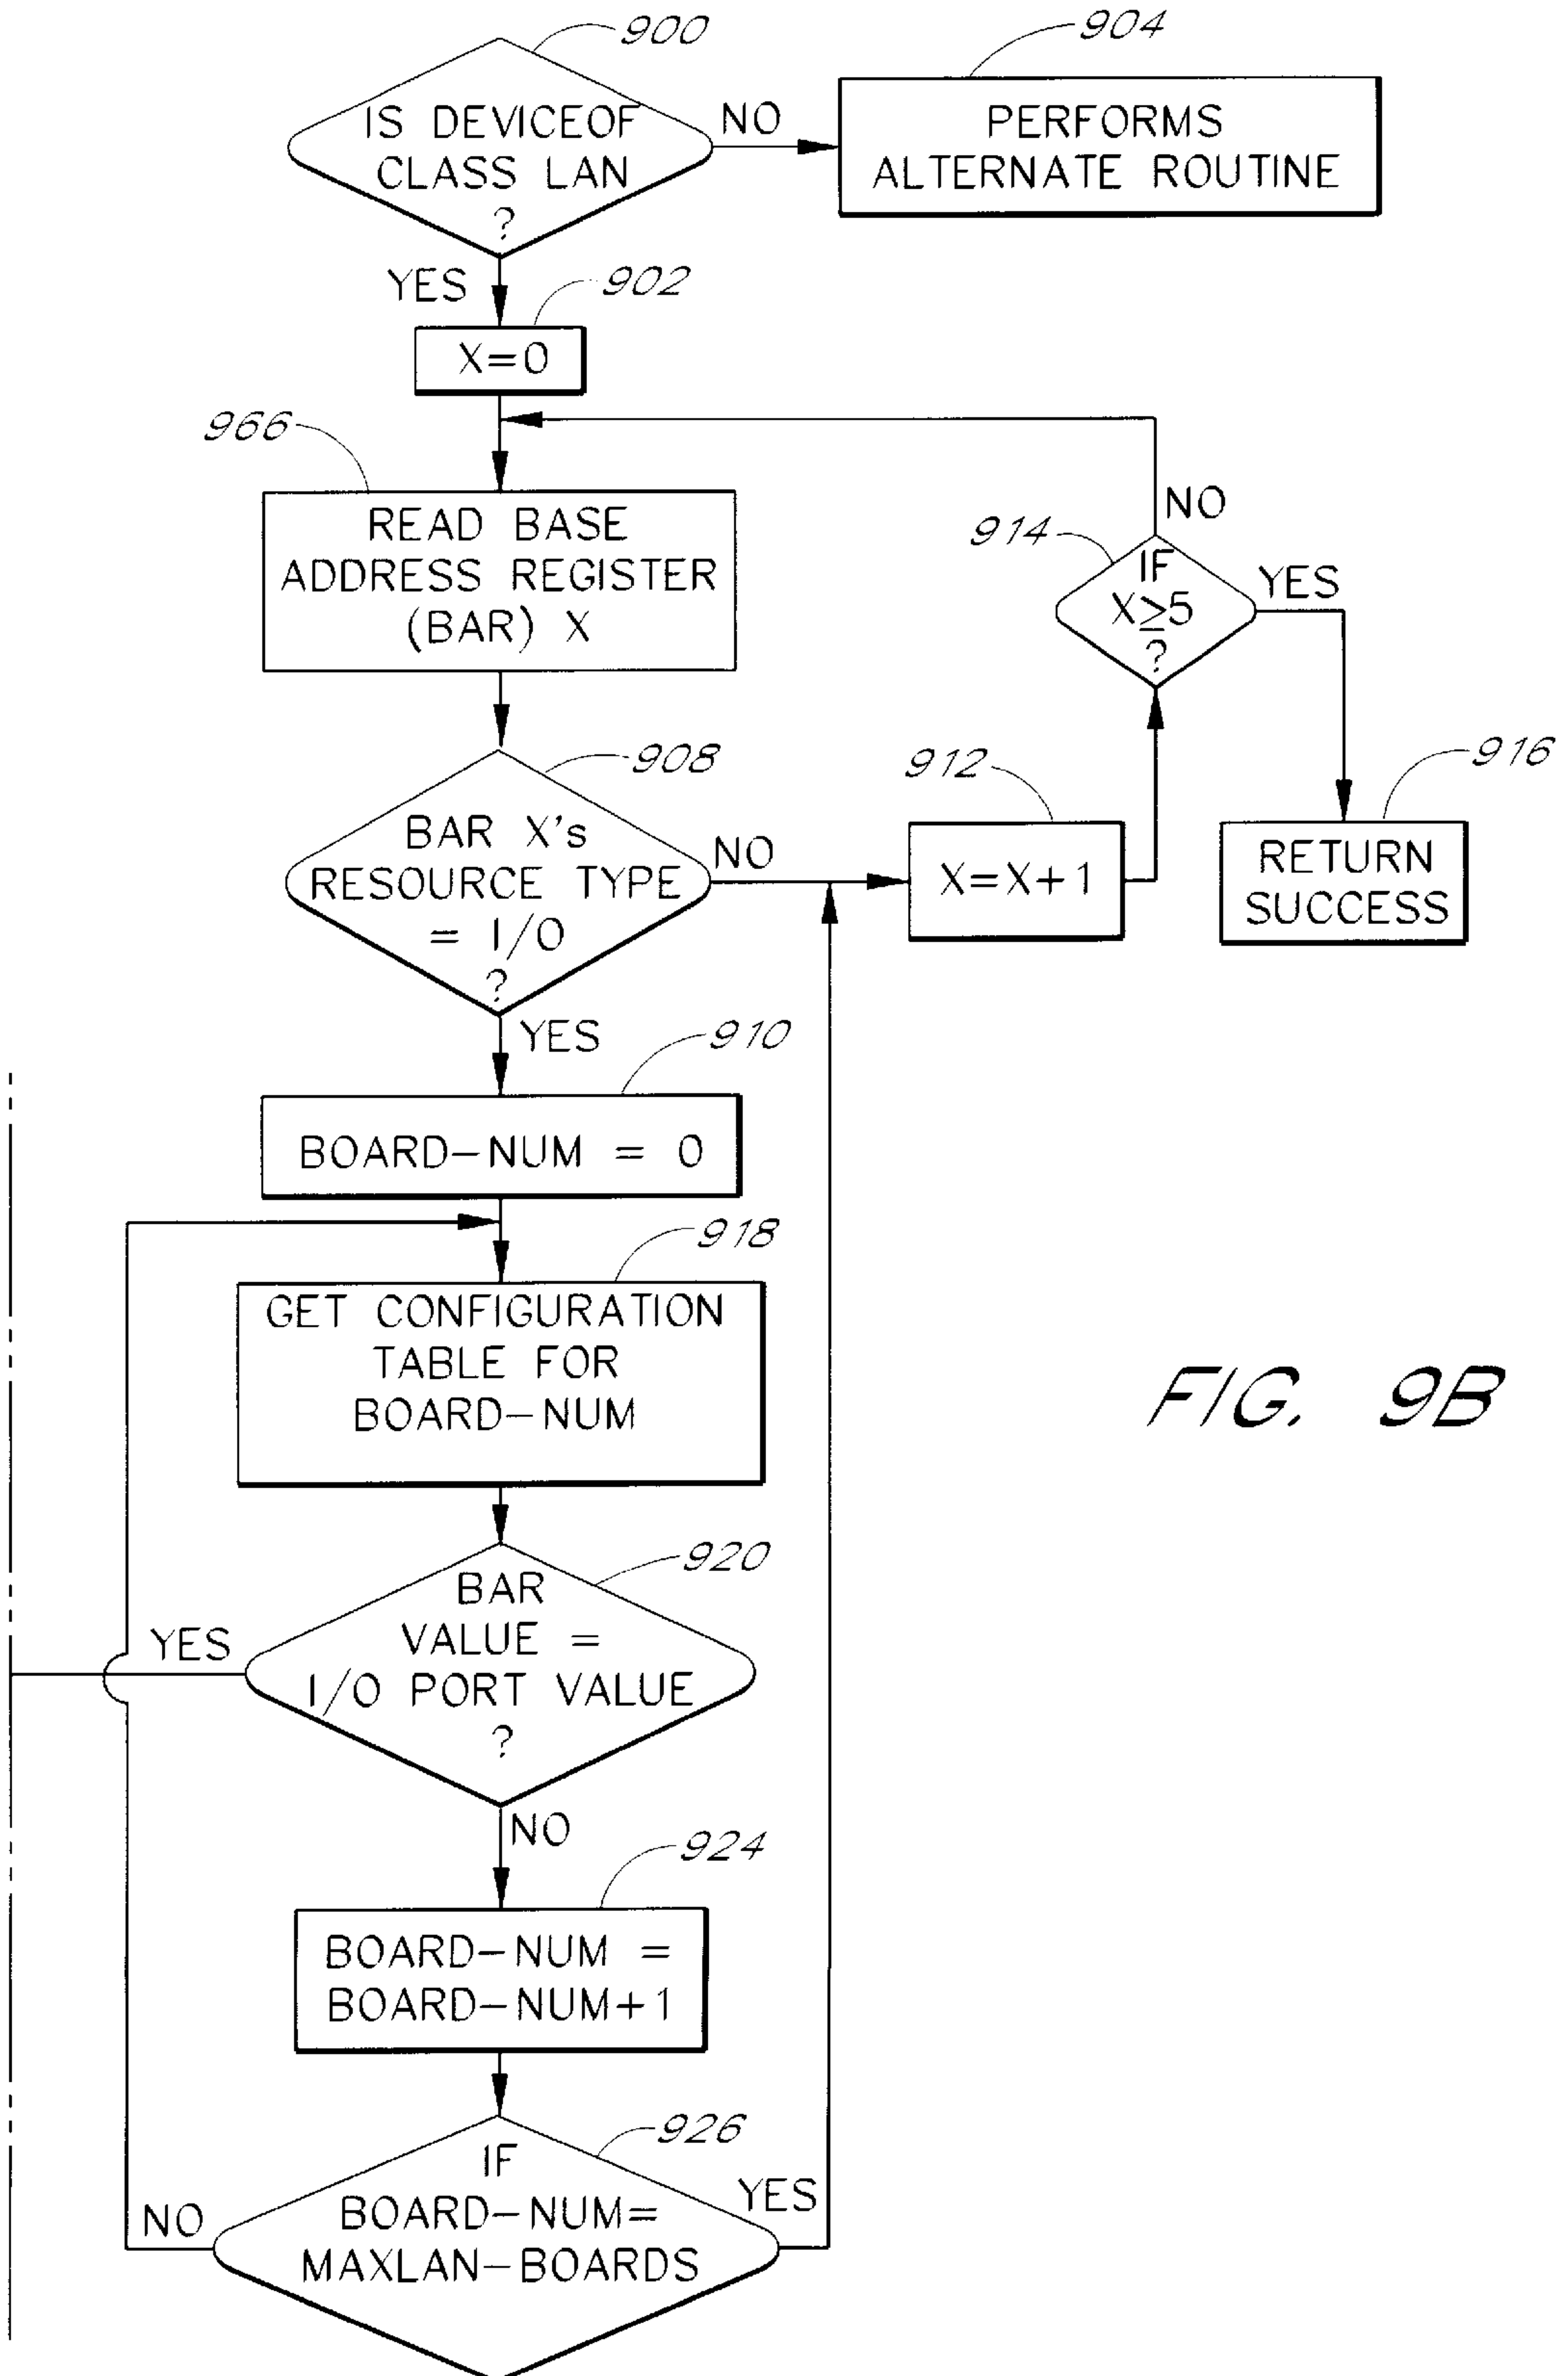 900
IS DEVICEOF
CLASS LAN
?
NO
904
PERFORMS
ALTERNATE ROUTINE
YES
902
X=0
966
READ BASE
ADDRESS REGISTER
(BAR) X
NO
914
IF
X≥5
?
YES
908
BAR X's
RESOURCE TYPE
= I/O
?
NO
912
X=X+1
916
RETURN
SUCCESS
YES
910
BOARD-NUM = 0
918
GET CONFIGURATION
TABLE FOR
BOARD-NUM
FIG. 9B
920
BAR
VALUE =
I/O PORT VALUE
?
YES
NO
924
BOARD-NUM =
BOARD-NUM+1
926
IF
BOARD-NUM=
MAXLAN-BOARDS
NO
YES